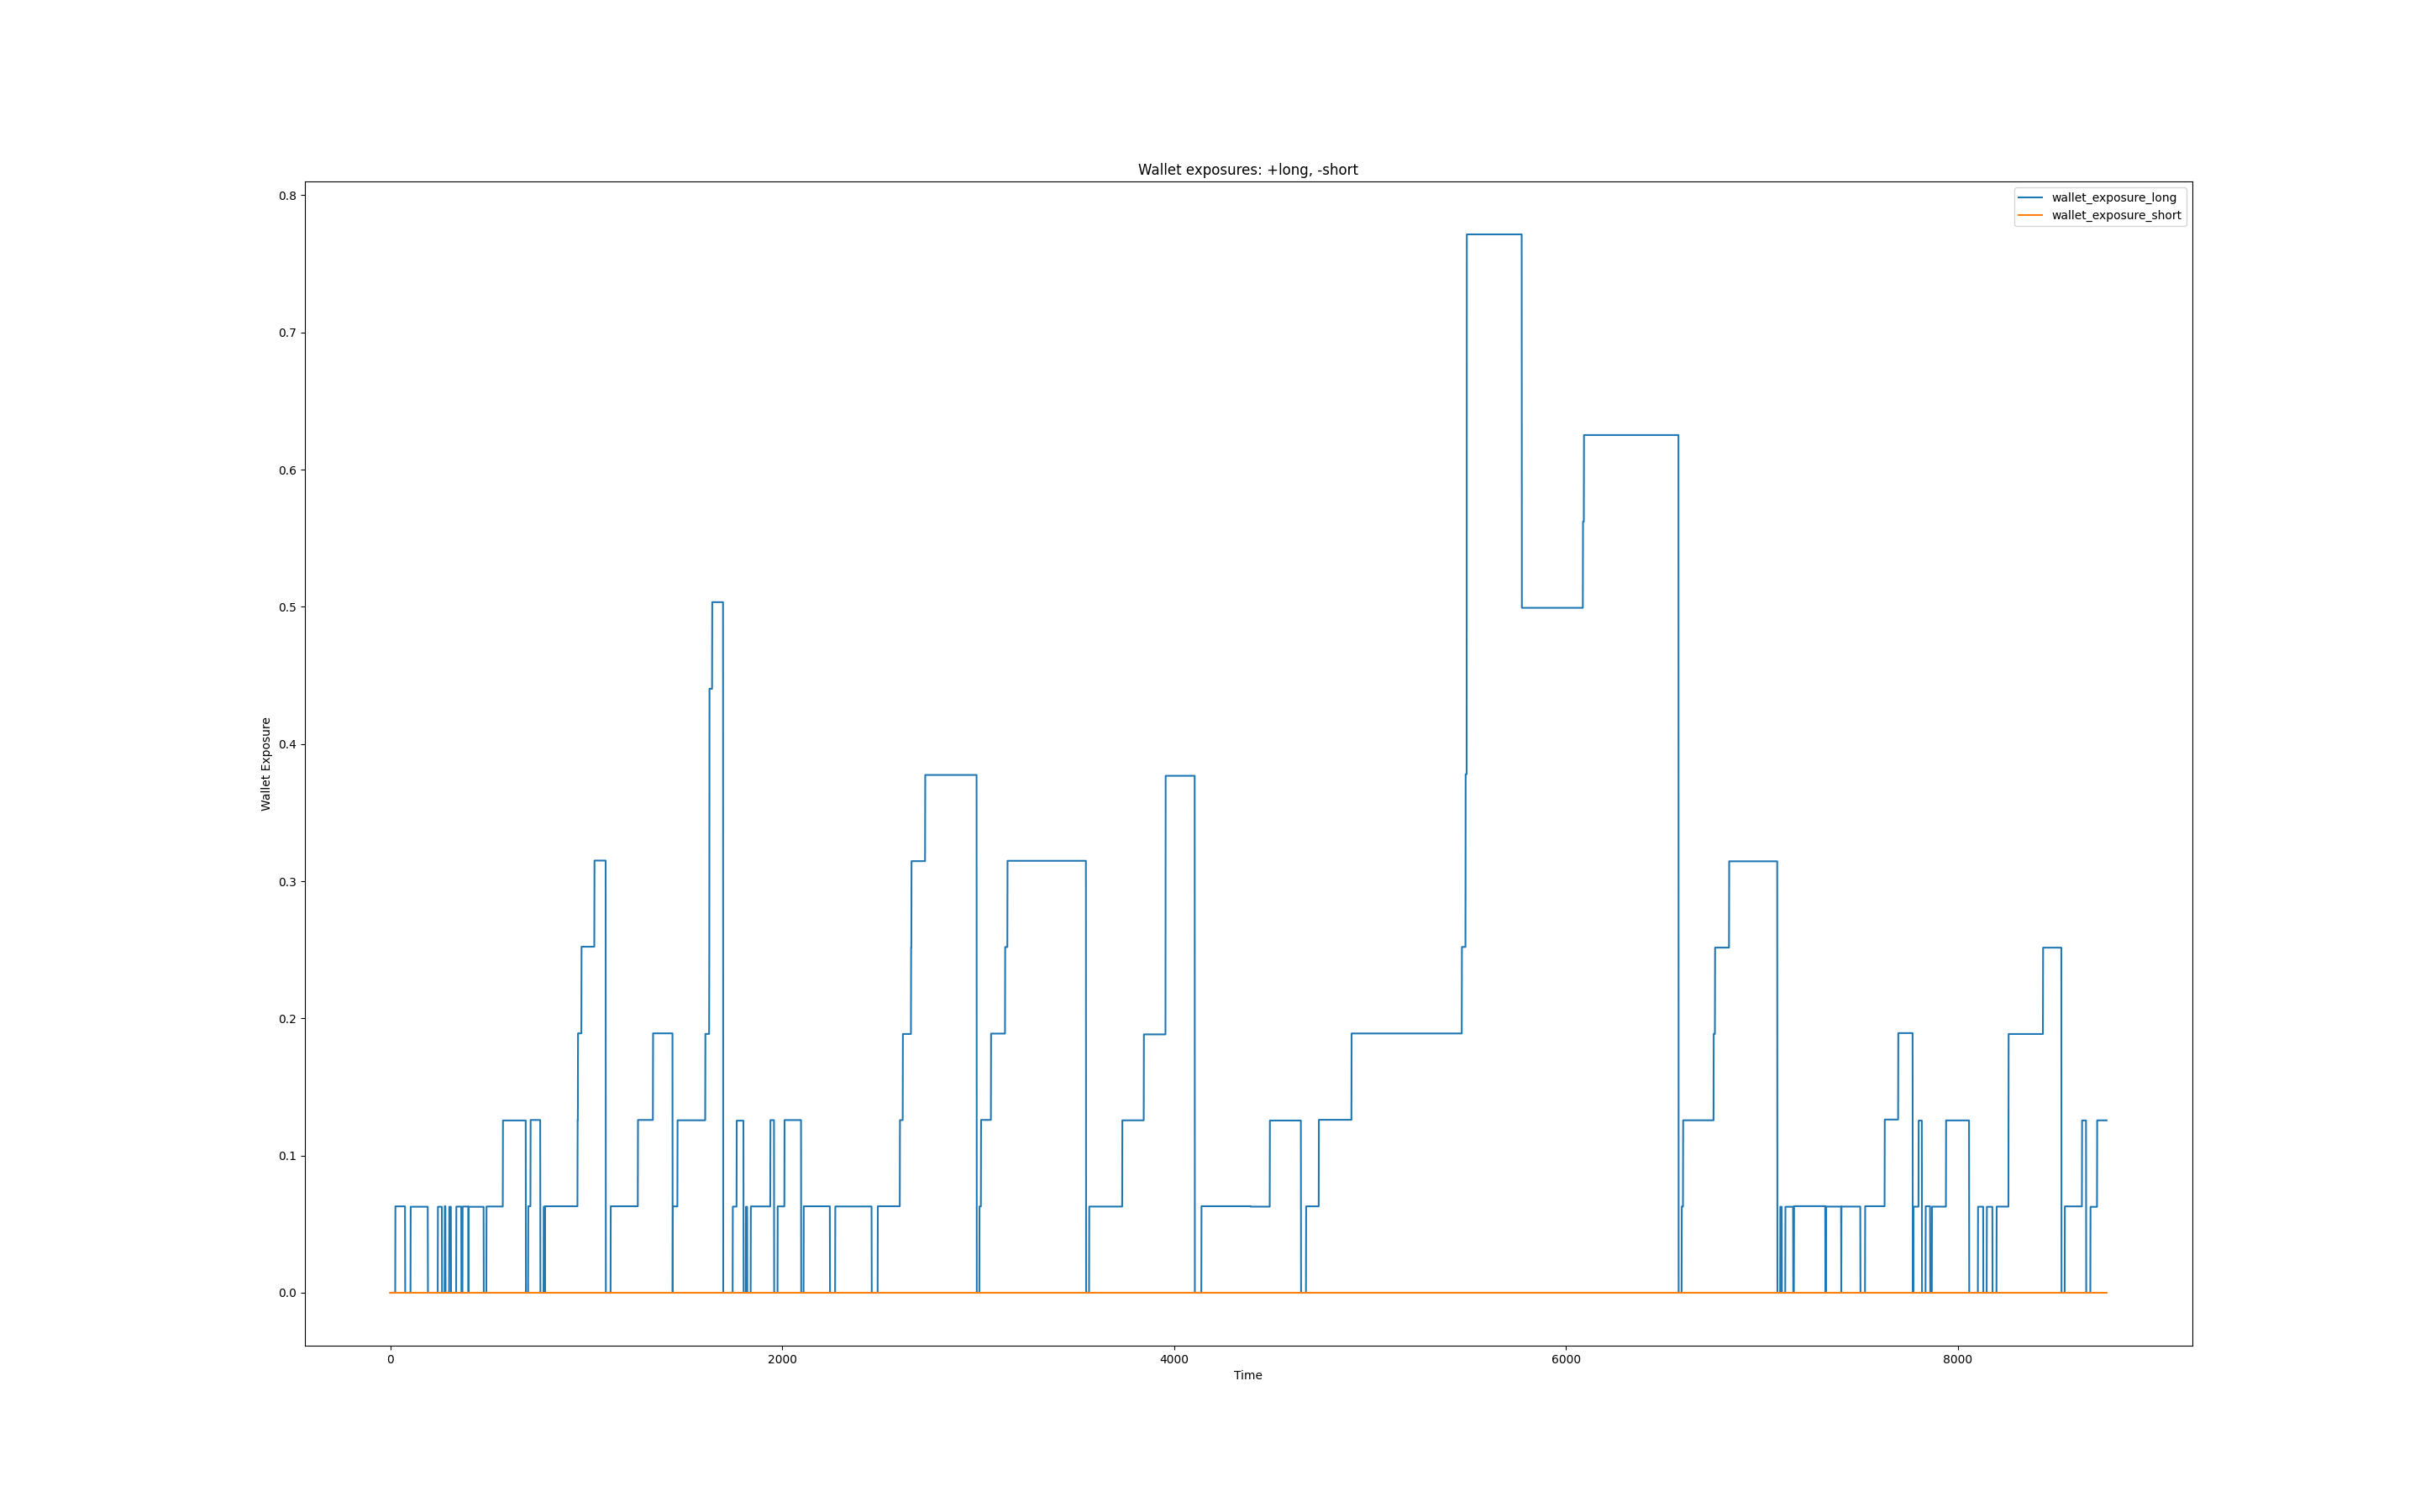 Wallet exposures: +long, -short
wallet_exposure_long
wallet_exposure_short
0.8
0.7
0.6
0.5
0.4
0.3
0.2
0.1
0.0
Wallet Exposure
0 2000 4000 6000 8000
Time